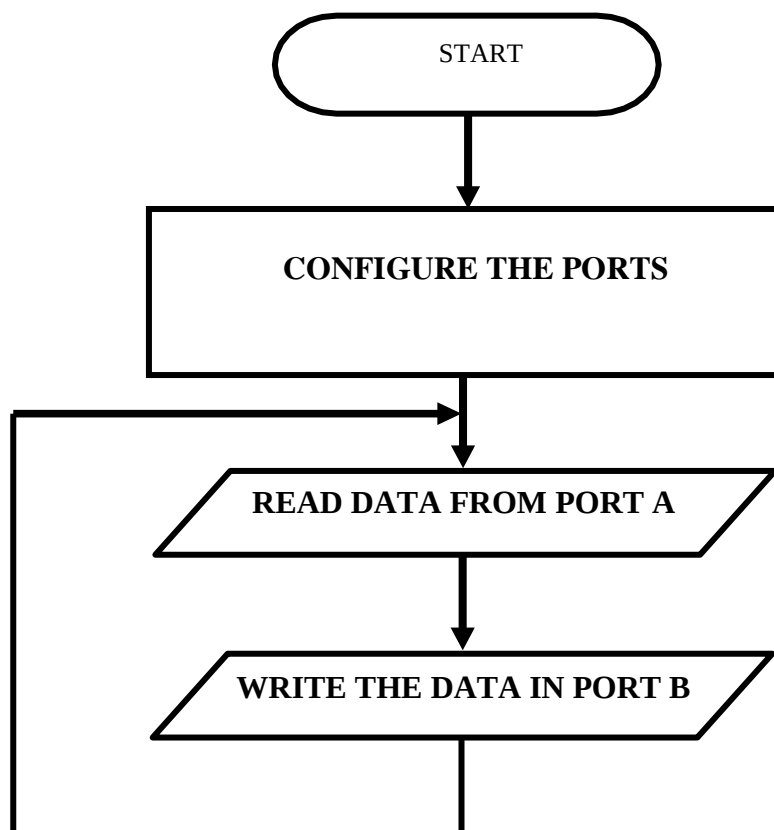 START
CONFIGURE THE PORTS
READ DATA FROM PORT A
WRITE THE DATA IN PORT B